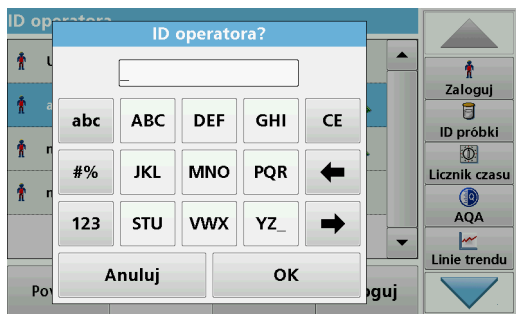 ID operatora
ID operatora?
_
abc ABC DEF GHI CE
#% JKL MNO PQR
123 STU VWX YZ_
Anuluj OK
Zaloguj
ID próbki
Licznik czasu
AQA
Linie trendu